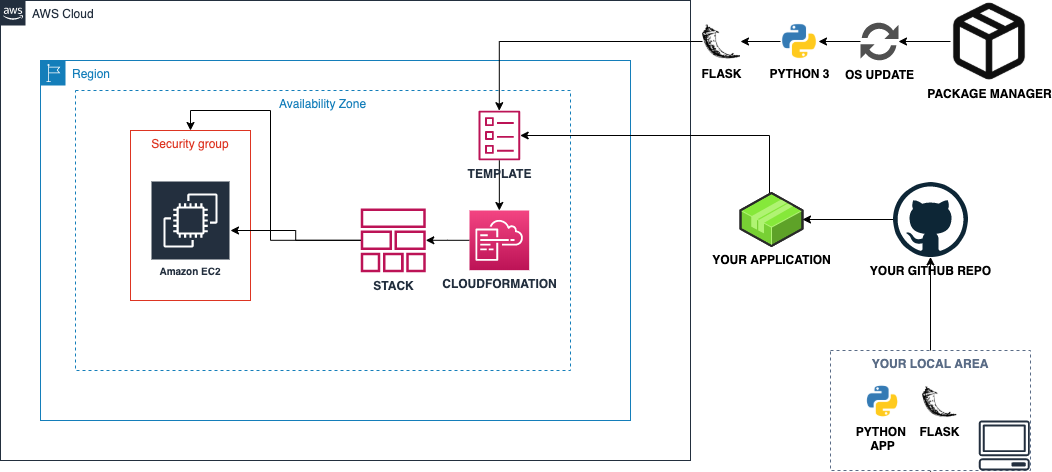 aws
AWS Cloud
Region
Availability Zone
Security group
Amazon EC2
TEMPLATE
STACK
CLOUDFORMATION
FLASK
PYTHON 3
OS UPDATE
PACKAGE MANAGER
YOUR APPLICATION
YOUR GITHUB REPO
YOUR LOCAL AREA
PYTHON
APP
FLASK